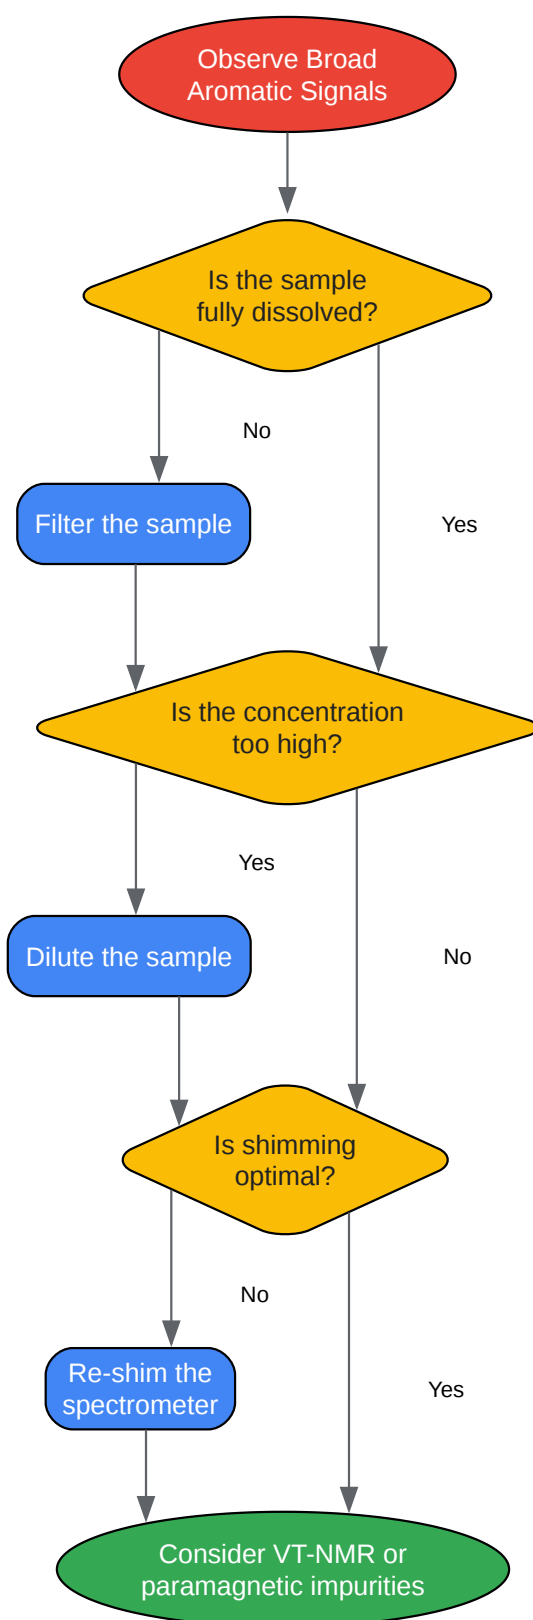 Observe Broad
Aromatic Signals
Is the sample
fully dissolved?
No
Filter the sample
Yes
Is the concentration
too high?
Yes
Dilute the sample
No
Is shimming
optimal?
No
Re-shim the
spectrometer
Yes
Consider VT-NMR or
paramagnetic impurities